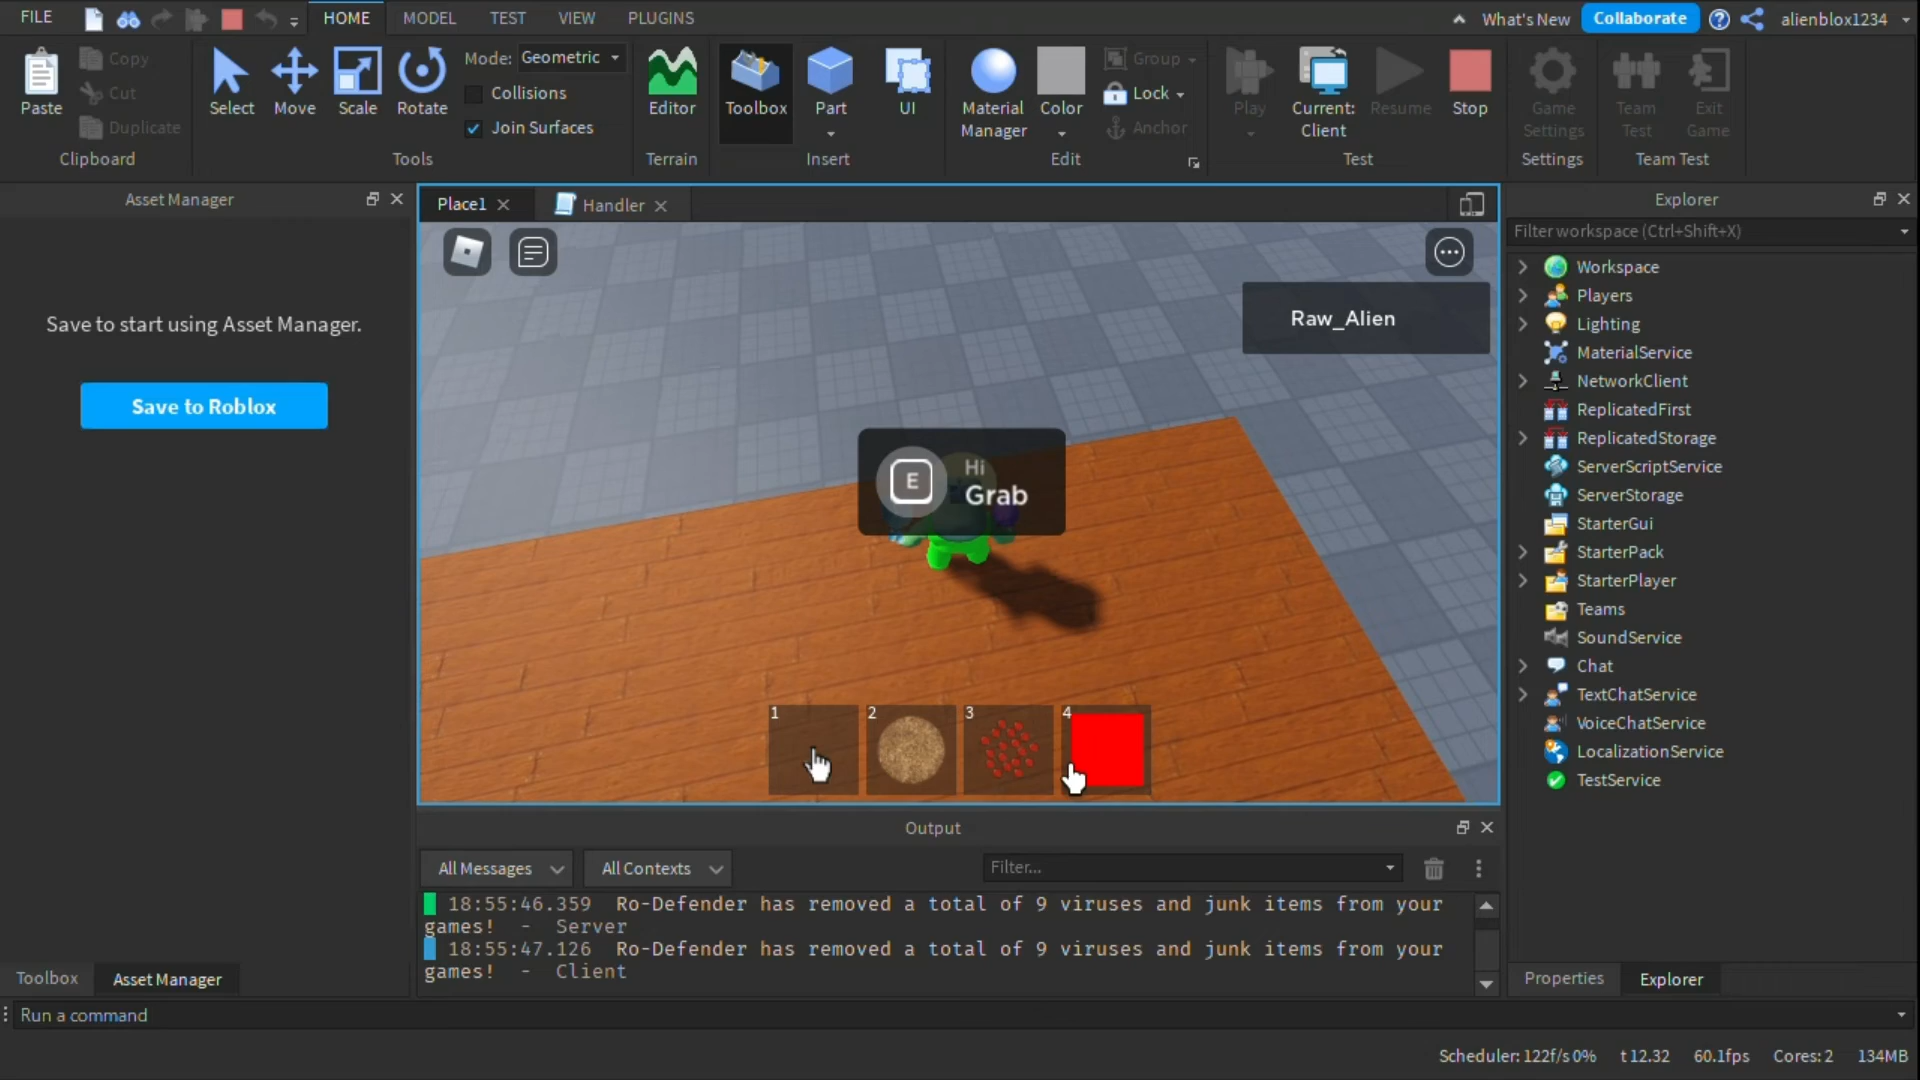 FILE
HOME
MODEL
TEST
VIEW
PLUGINS
What's New
Collaborate
alienblox1234
Paste
Copy
Cut
Duplicate
Clipboard
Select
Move
Scale
Rotate
Mode: Geometric
Collisions
Join Surfaces
Tools
Editor
Terrain
Toolbox
Part
UI
Insert
Material
Manager
Color
Group
Lock
Anchor
Edit
Play
Current:
Client
Resume
Stop
Test
Game
Settings
Settings
Team
Test
Exit
Game
Team Test
Asset Manager
Save to start using Asset Manager.
Save to Roblox
Place1
Handler
Raw_Alien
E
Hi
Grab
1
2
3
4
Explorer
Filter workspace (Ctrl+Shift+X)
Workspace
Players
Lighting
MaterialService
NetworkClient
ReplicatedFirst
ReplicatedStorage
ServerScriptService
ServerStorage
StarterGui
StarterPack
StarterPlayer
Teams
SoundService
Chat
TextChatService
VoiceChatService
LocalizationService
TestService
Output
All Messages
All Contexts
Filter...
18:55:46.359 Ro-Defender has removed a total of 9 viruses and junk items from your
games! - Server
18:55:47.126 Ro-Defender has removed a total of 9 viruses and junk items from your
games! - Client
Toolbox
Asset Manager
Properties
Explorer
Run a command
Scheduler: 122f/s 0%
t 12.32
60.1fps
Cores: 2
134MB